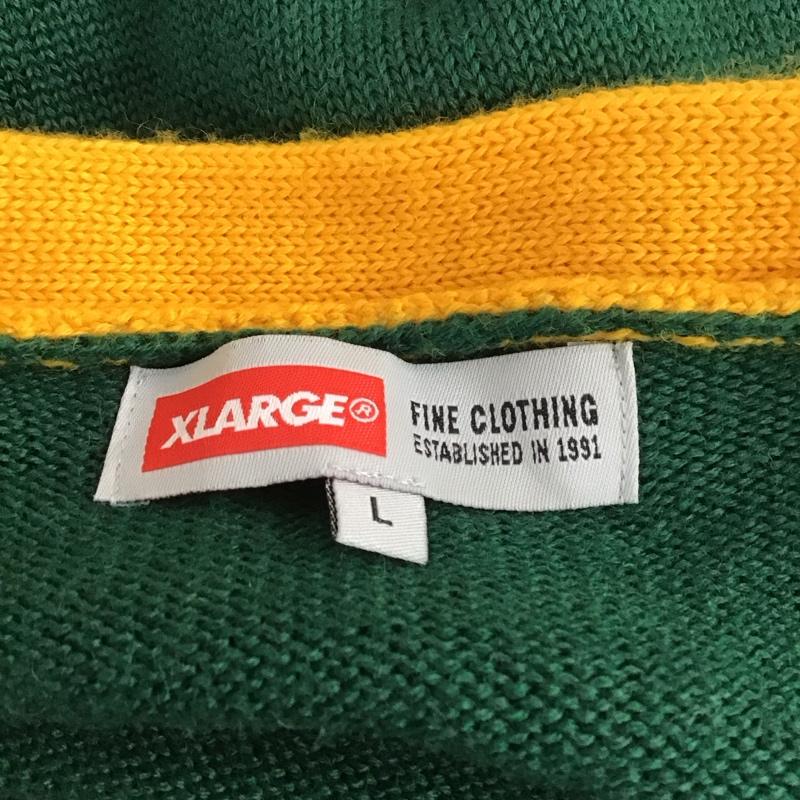 XLARGE®
FINE CLOTHING
ESTABLISHED IN 1991
L